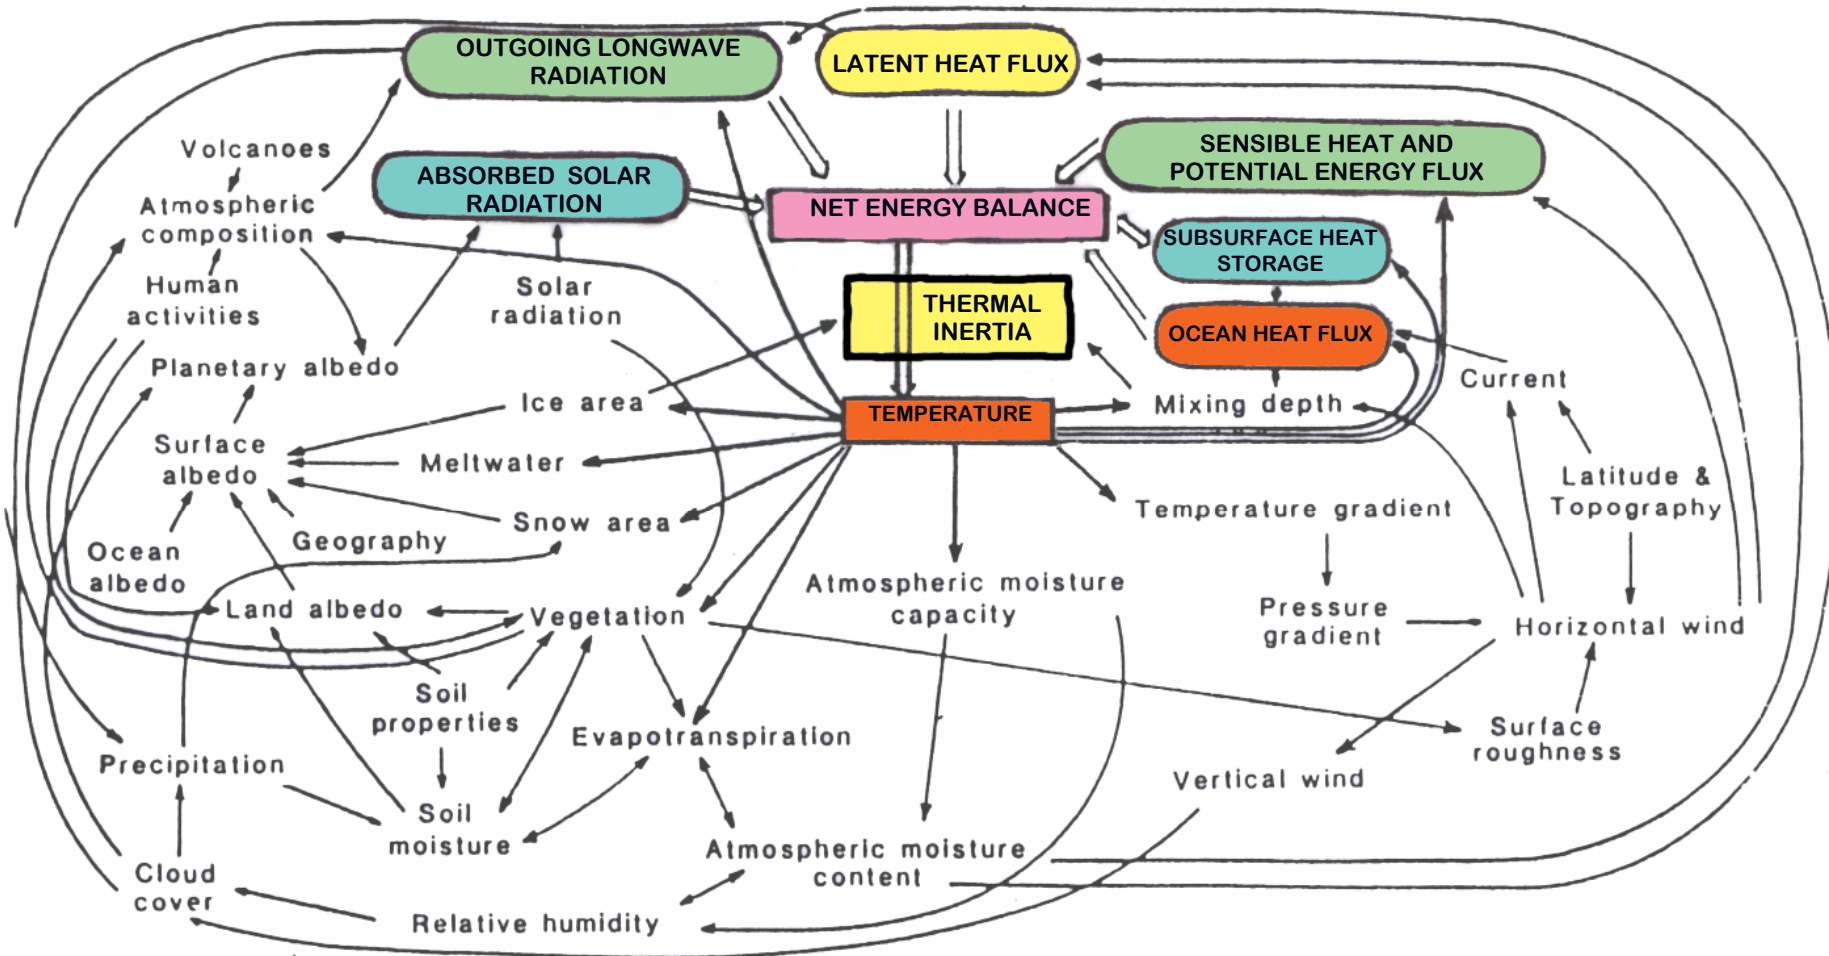 OUTGOING LONGWAVE
RADIATION
LATENT HEAT FLUX
SENSIBLE HEAT AND
POTENTIAL ENERGY FLUX
Volcanoes
ABSORBED SOLAR
RADIATION
Atmospheric
composition
NET ENERGY BALANCE
SUBSURFACE HEAT
STORAGE
Human
activities
Solar
radiation
THERMAL
INERTIA
OCEAN HEAT FLUX
Planetary albedo
Current
Ice area
TEMPERATURE
Mixing depth
Surface
albedo
Meltwater
Latitude &
Topography
Snow area
Temperature gradient
Geography
Ocean
albedo
Atmospheric moisture
capacity
Land albedo
Vegetation
Pressure
gradient
Horizontal wind
Soil
properties
Evapotranspiration
Surface
roughness
Precipitation
Vertical wind
Soil
moisture
Atmospheric moisture
content
Cloud
cover
Relative humidity